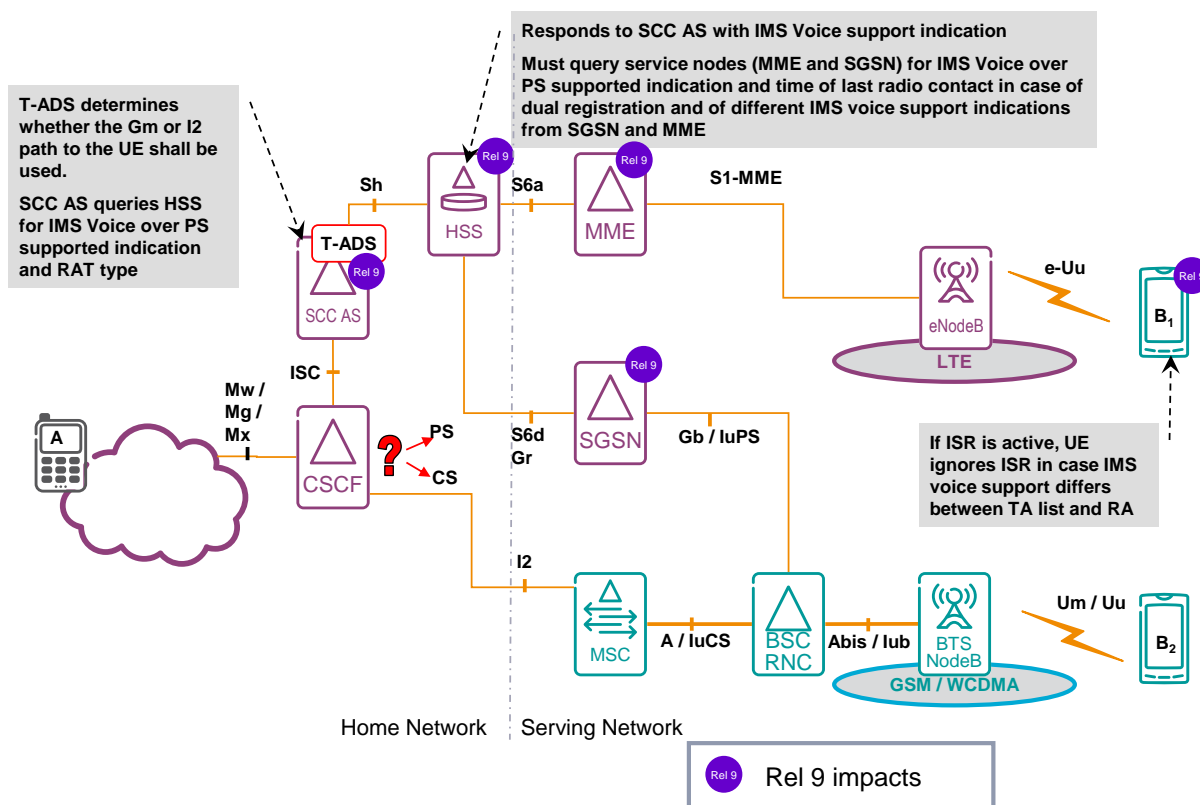 Responds to SCC AS with IMS Voice support indication
Must query service nodes (MME and SGSN) for IMS Voice over
PS supported indication and time of last radio contact in case of
dual registration and of different IMS voice support indications
from SGSN and MME
T-ADS determines
whether the Gm or I2
path to the UE shall be
used.
SCC AS queries HSS
for IMS Voice over PS
supported indication
and RAT type
Rel 9
Rel 9
Sh
S6a
S1-MME
HSS
MME
T-ADS
Rel 9
SCC AS
e-Uu
Rel 9
B1
eNodeB
LTE
ISC
Rel 9
Mw /
Mg /
Mx
A
CSCF
?
PS
CS
S6d
Gr
SGSN
Gb / IuPS
If ISR is active, UE
ignores ISR in case IMS
voice support differs
between TA list and RA
I2
MSC
A / IuCS
BSC
RNC
Abis / Iub
BTS
NodeB
GSM / WCDMA
Um / Uu
B2
Home Network
Serving Network
Rel 9
Rel 9 impacts